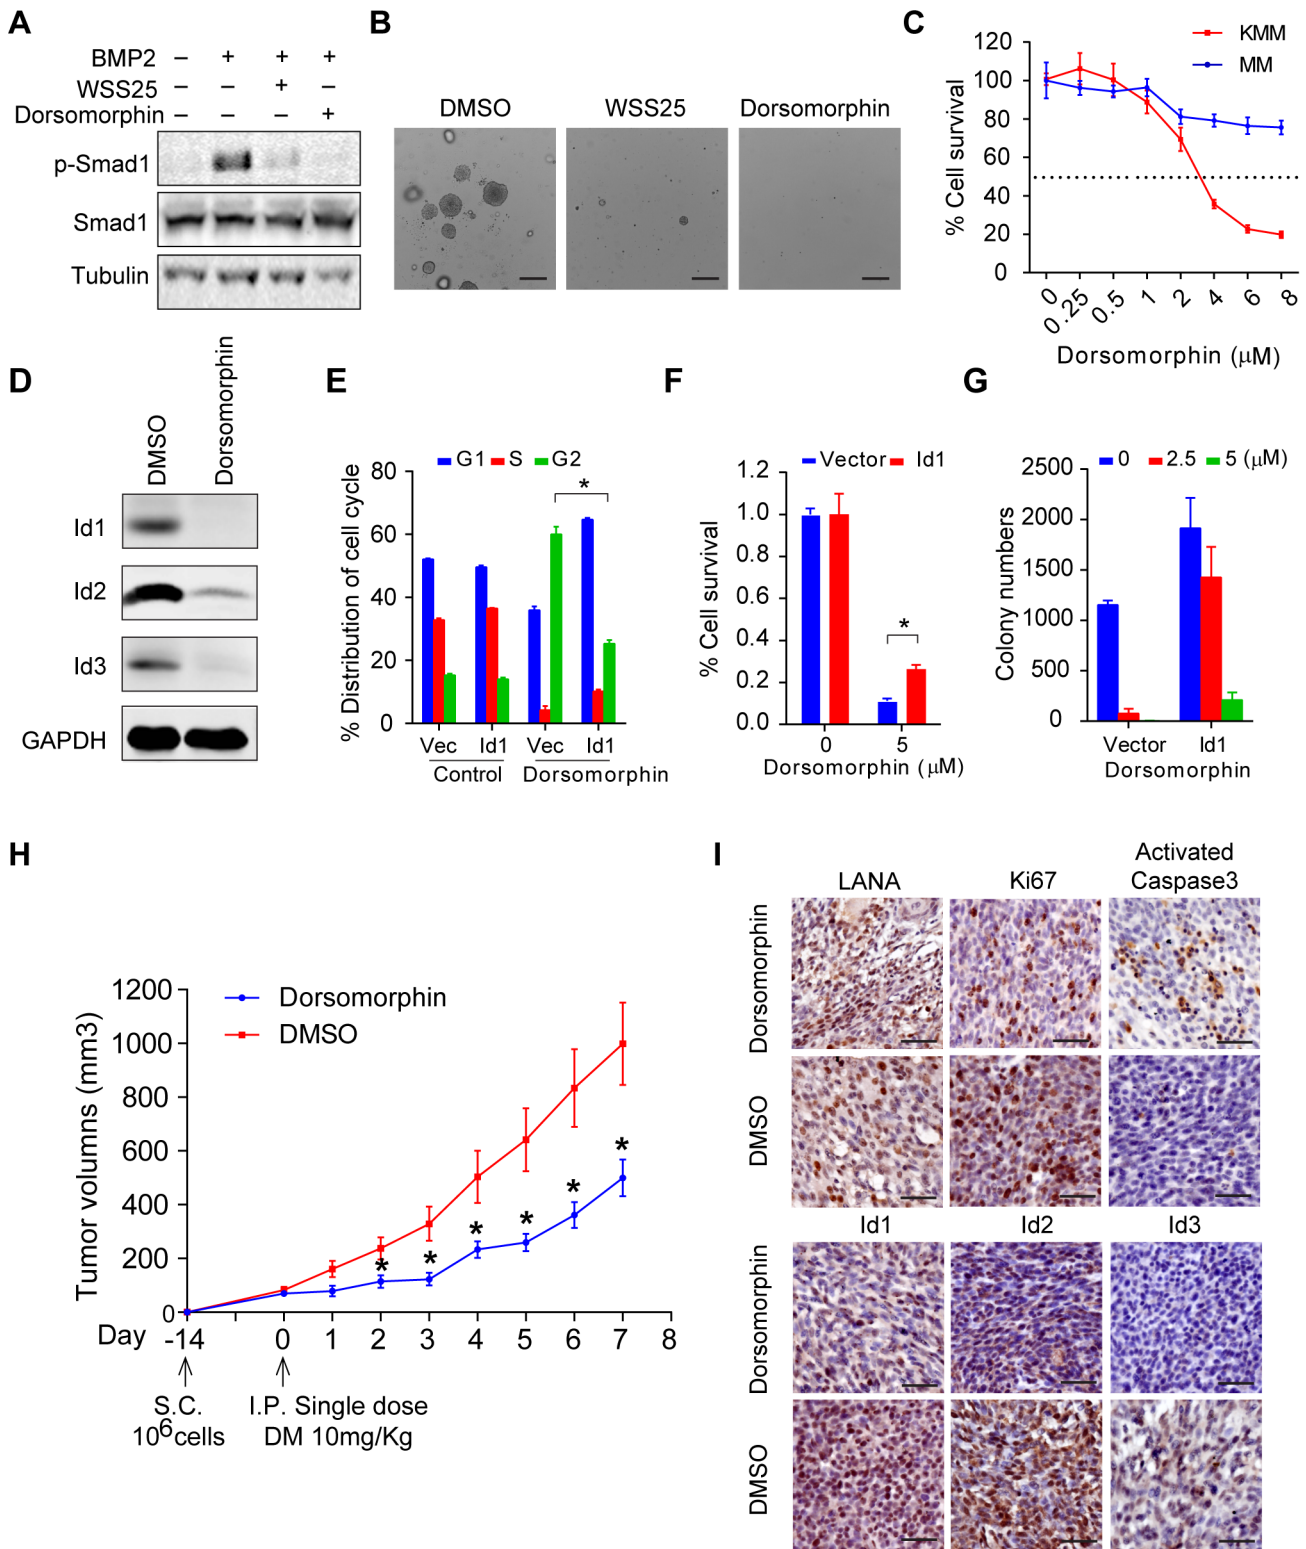 A
BMP2 – + + +
WSS25 – – + –
Dorsomorphin – – – +
p-Smad1
Smad1
Tubulin
B
DMSO WSS25 Dorsomorphin
C
KMM
MM
% Cell survival
120
100
80
60
40
20
0
0 0.25 0.5 1 2 4 6 8
Dorsomorphin (μM)
D
DMSO Dorsomorphin
Id1
Id2
Id3
GAPDH
E
G1 S G2
% Distribution of cell cycle
80
60
40
20
0
*
Vec Id1 Vec Id1
Control Dorsomorphin
F
Vector Id1
% Cell survival
1.2
1.0
0.8
0.6
0.4
0.2
0.0
*
0 5
Dorsomorphin (μM)
G
0 2.5 5 (μM)
Colony numbers
2500
2000
1500
1000
500
0
Vector Id1
Dorsomorphin
H
Dorsomorphin
DMSO
Tumor volumns (mm3)
1200
1000
800
600
400
200
0
* * * * * *
Day -14 0 1 2 3 4 5 6 7 8
S.C. I.P. Single dose
10⁶cells DM 10mg/Kg
I
LANA Ki67 Activated Caspase3
Dorsomorphin
DMSO
Id1 Id2 Id3
Dorsomorphin
DMSO